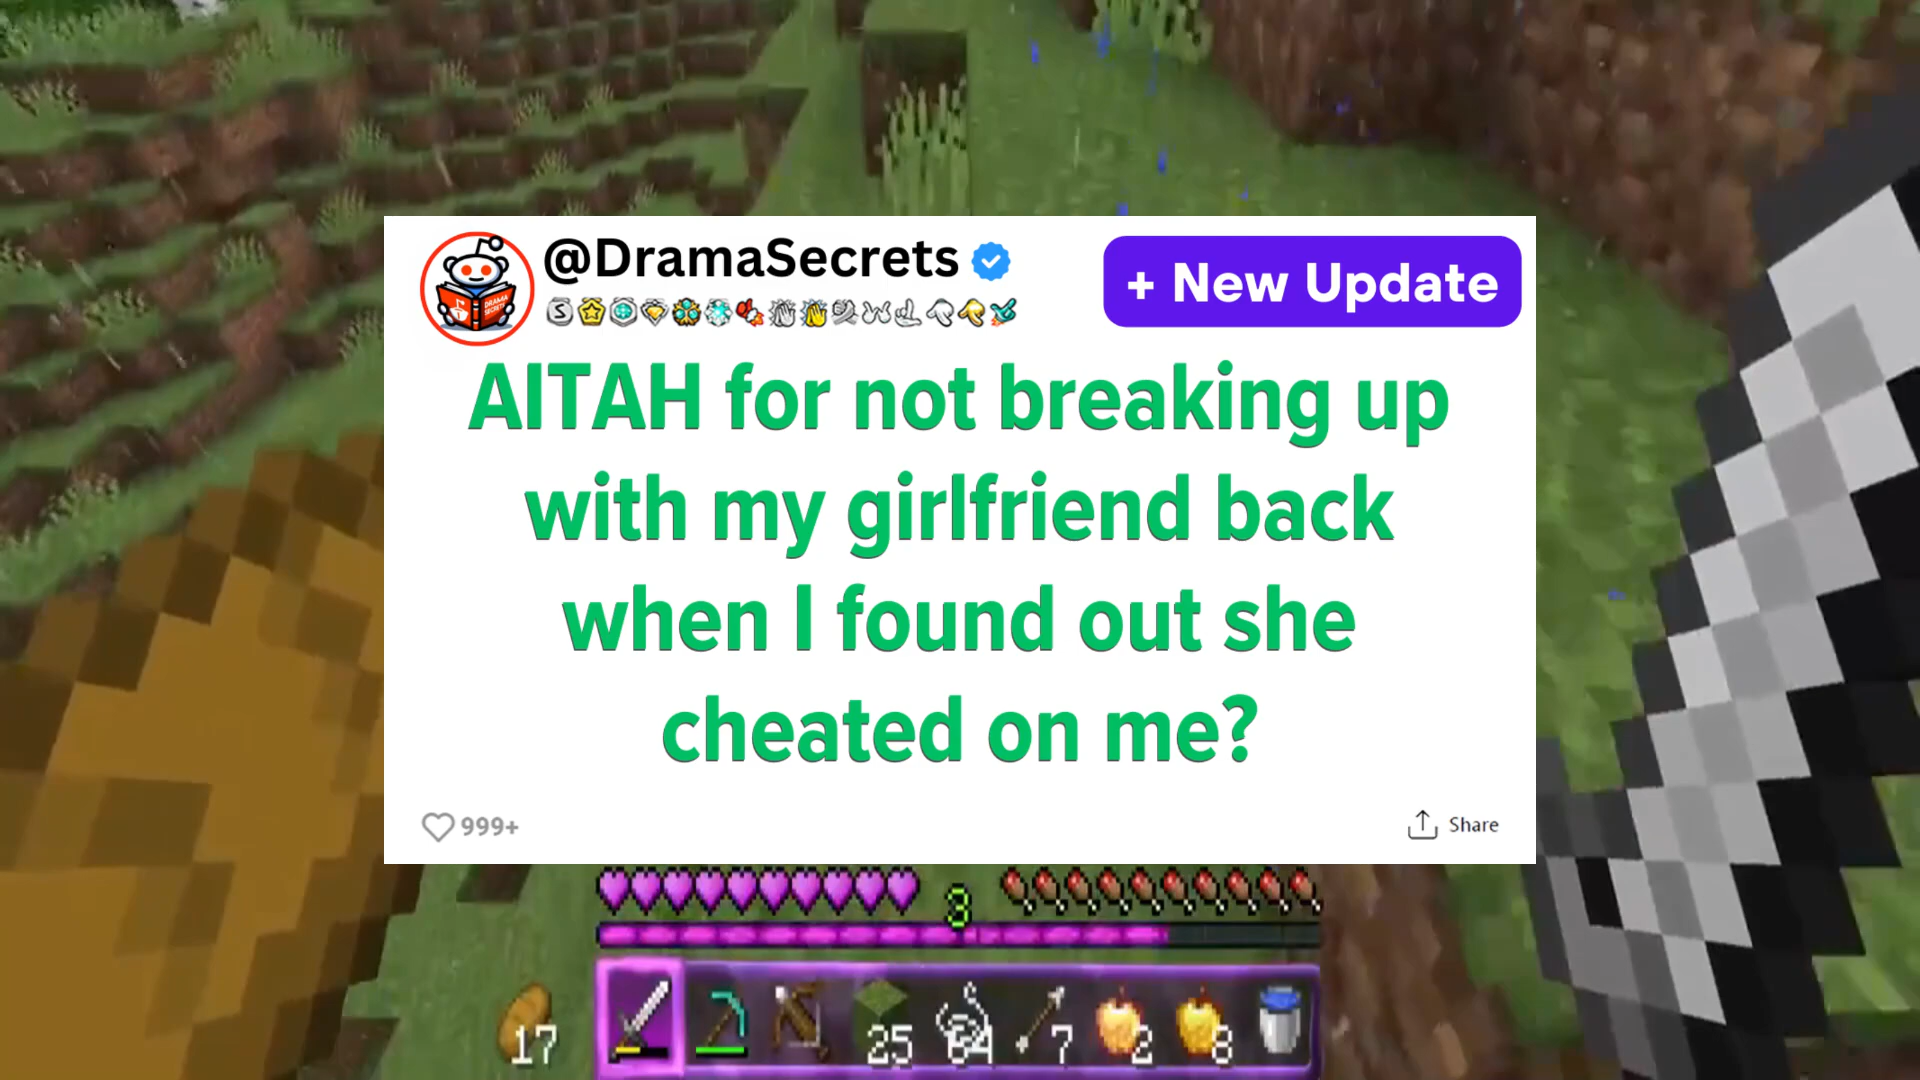 @DramaSecrets
+ New Update
AITAH for not breaking up
with my girlfriend back
when I found out she
cheated on me?
999+
Share
3
17
25
64
7
2
8